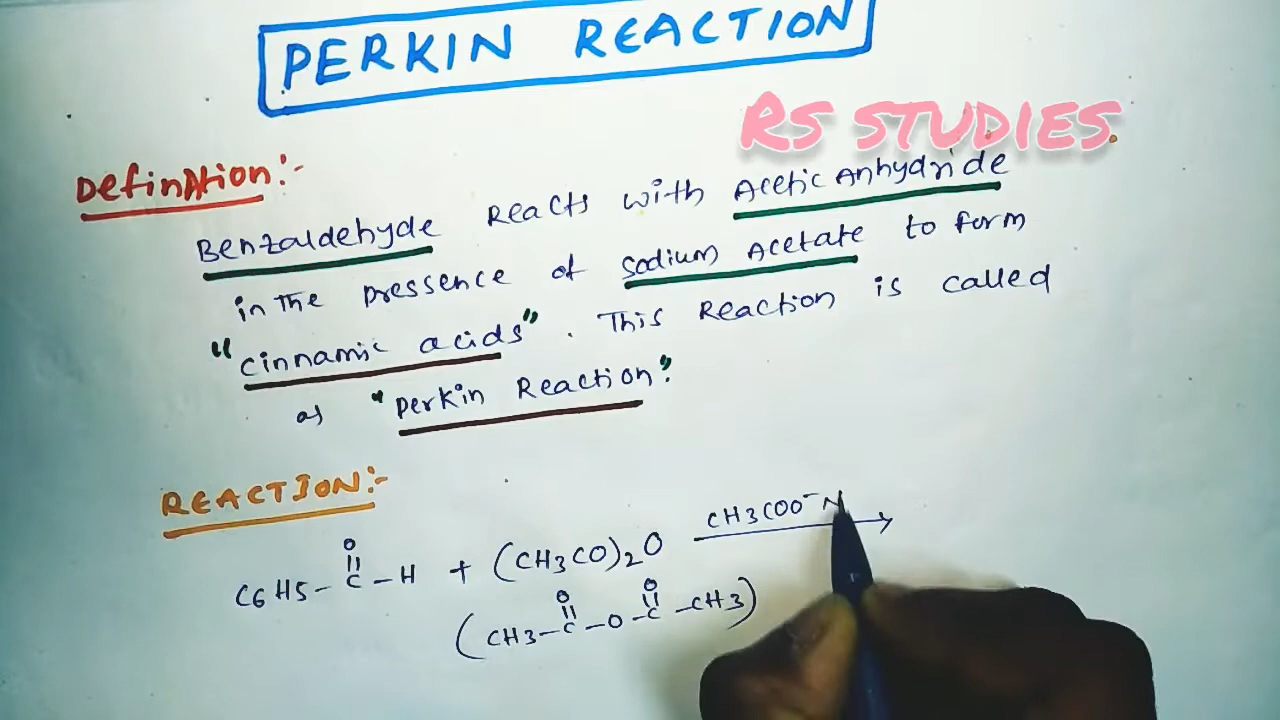 PERKIN REACTION
RS STUDIES
Definition:-
Benzaldehyde Reacts with Acetic Anhydride
in the pressence of sodium Acetate to form
"cinnamic acids". This Reaction is called
as "Perkin Reaction".
REACTION:-
O
C6H5-C-H + (CH3CO)2O
CH3COO⁻N
O O
(CH3-C-O-C-CH3)